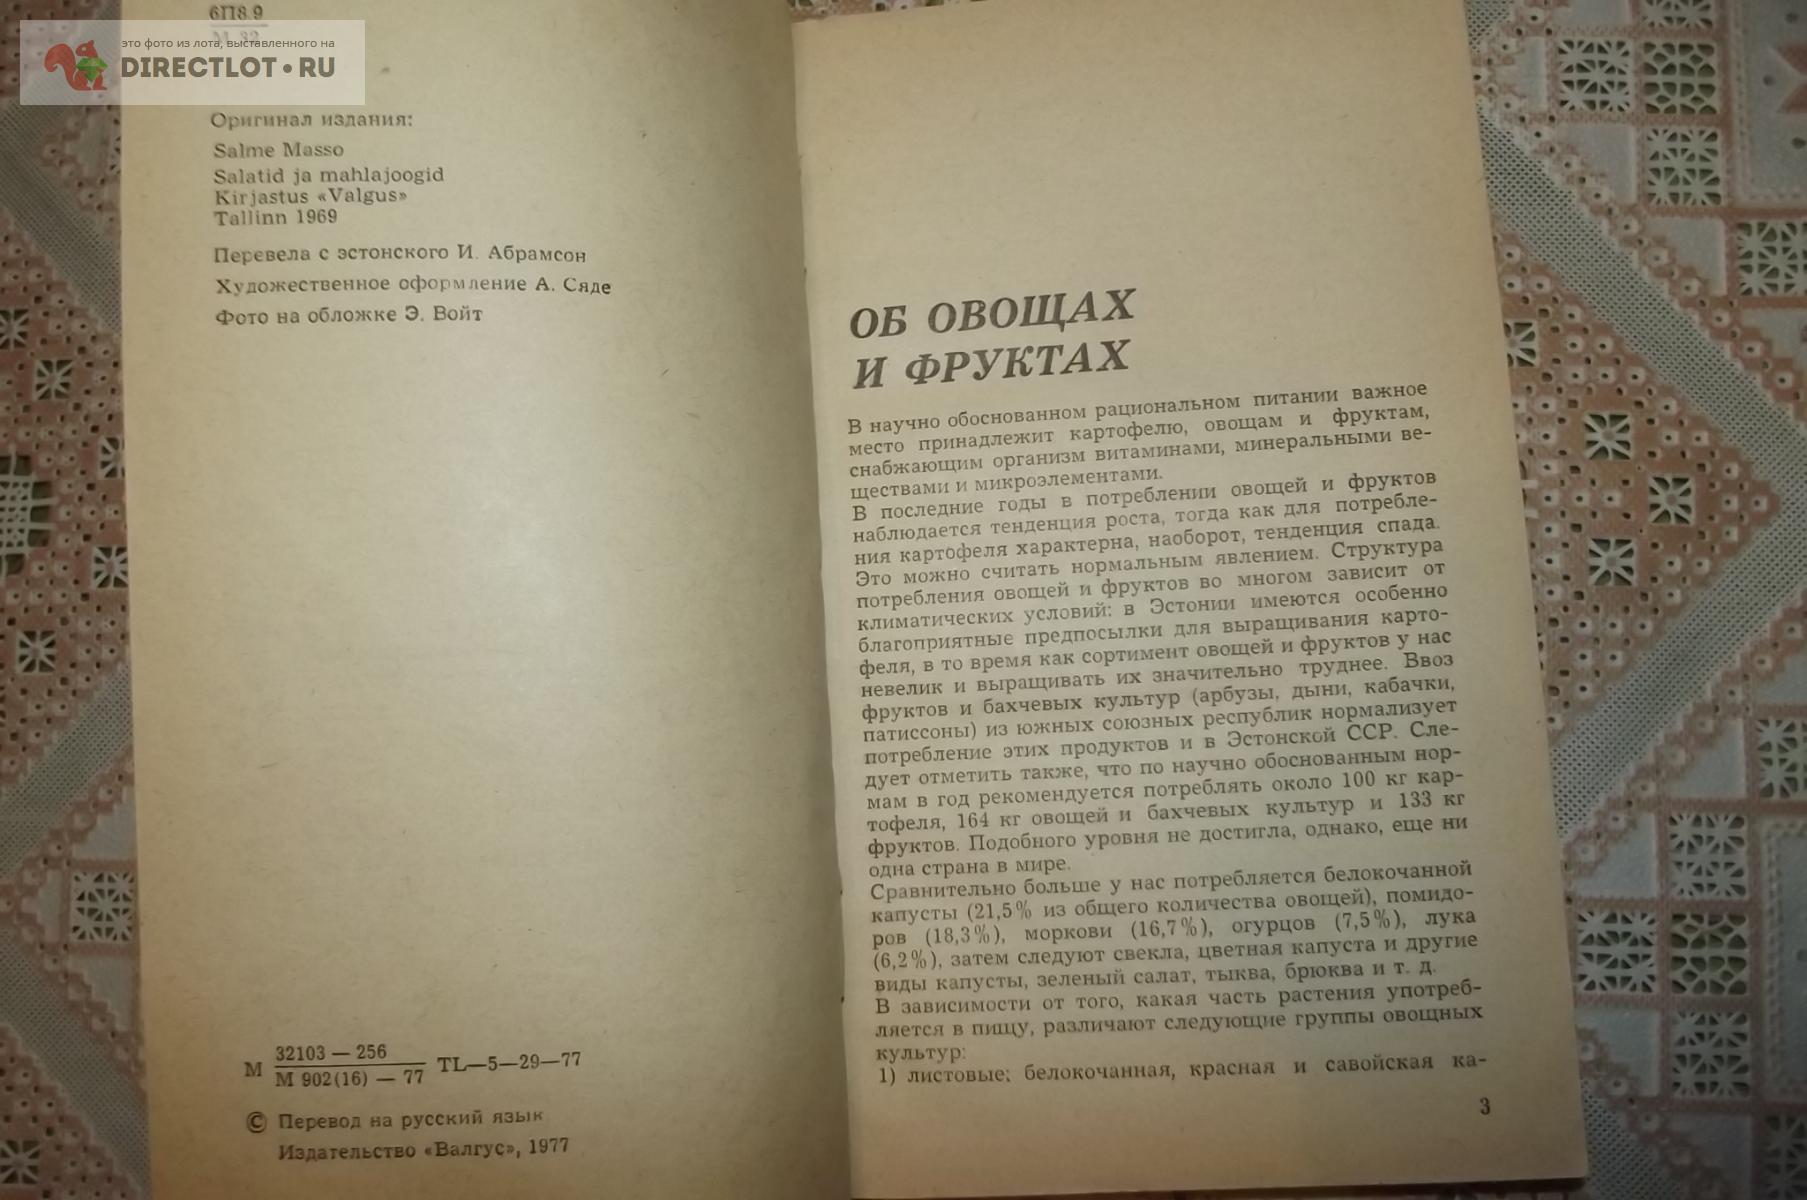 6П8.9
М 32
это фото из лота, выставленного на
DIRECTLOT•RU
Оригинал издания:
Salme Masso
Salatid ja mahlajoogid
Kirjastus «Valgus»
Tallinn 1969
Перевела с эстонского И. Абрамсон
Художественное оформление А. Сяде
Фото на обложке Э. Войт
М 32103 — 256
М 902(16) — 77 TL—5—29—77
© Перевод на русский язык
Издательство «Валгус», 1977
ОБ ОВОЩАХ
И ФРУКТАХ
В научно обоснованном рациональном питании важное
место принадлежит картофелю, овощам и фруктам,
снабжающим организм витаминами, минеральными ве-
ществами и микроэлементами.
В последние годы в потреблении овощей и фруктов
наблюдается тенденция роста, тогда как для потребле-
ния картофеля характерна, наоборот, тенденция спада.
Это можно считать нормальным явлением. Структура
потребления овощей и фруктов во многом зависит от
климатических условий: в Эстонии имеются особенно
благоприятные предпосылки для выращивания карто-
феля, в то время как сортимент овощей и фруктов у нас
невелик и выращивать их значительно труднее. Ввоз
фруктов и бахчевых культур (арбузы, дыни, кабачки,
патиссоны) из южных союзных республик нормализует
потребление этих продуктов и в Эстонской ССР. Сле-
дует отметить также, что по научно обоснованным нор-
мам в год рекомендуется потреблять около 100 кг кар-
тофеля, 164 кг овощей и бахчевых культур и 133 кг
фруктов. Подобного уровня не достигла, однако, еще ни
одна страна в мире.
Сравнительно больше у нас потребляется белокочанной
капусты (21,5% из общего количества овощей), помидо-
ров (18,3%), моркови (16,7%), огурцов (7,5%), лука
(6,2%), затем следуют свекла, цветная капуста и другие
виды капусты, зеленый салат, тыква, брюква и т. д.
В зависимости от того, какая часть растения употреб-
ляется в пищу, различают следующие группы овощных
культур:
1) листовые: белокочанная, красная и савойская ка-
3